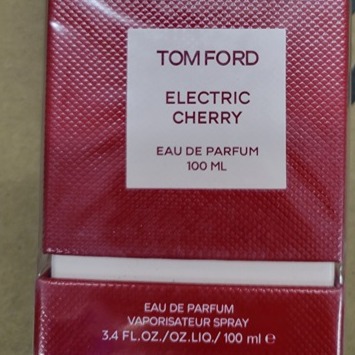 TOM FORD
ELECTRIC
CHERRY
EAU DE PARFUM
100 ML
EAU DE PARFUM
VAPORISATEUR SPRAY
3.4 FL.OZ./OZ.LIQ./ 100 ml ℮